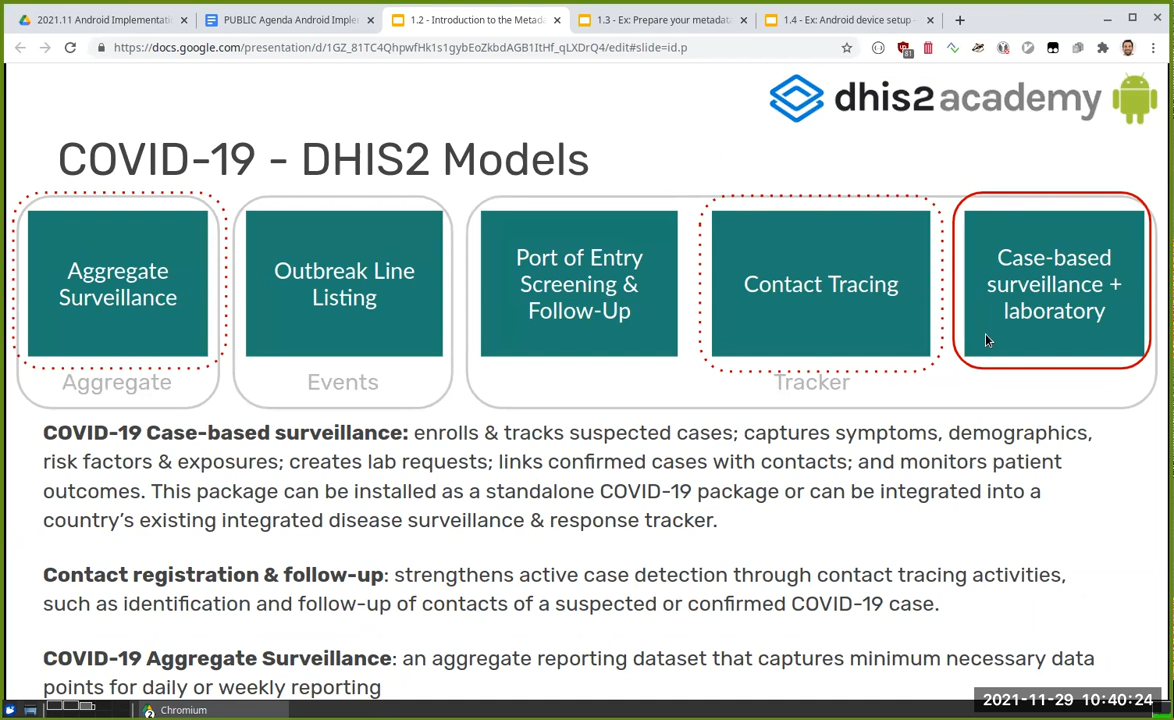 2021.11 Android Implementati
PUBLIC Agenda Android Imple
1.2 - Introduction to the Metad
1.3 - Ex: Prepare your metadat
1.4 - Ex: Android device setup -
https://docs.google.com/presentation/d/1GZ_81TC4QhpwfHk1s1gybEoZkbdAGB1ItHf_qLXDrQ4/edit#slide=id.p
81
dhis2 academy
COVID-19 - DHIS2 Models
Aggregate
Surveillance
Outbreak Line
Listing
Port of Entry
Screening &
Follow-Up
Contact Tracing
Case-based
surveillance +
laboratory
Aggregate
Events
Tracker
COVID-19 Case-based surveillance: enrolls & tracks suspected cases; captures symptoms, demographics,
risk factors & exposures; creates lab requests; links confirmed cases with contacts; and monitors patient
outcomes. This package can be installed as a standalone COVID-19 package or can be integrated into a
country's existing integrated disease surveillance & response tracker.
Contact registration & follow-up: strengthens active case detection through contact tracing activities,
such as identification and follow-up of contacts of a suspected or confirmed COVID-19 case.
COVID-19 Aggregate Surveillance: an aggregate reporting dataset that captures minimum necessary data
points for daily or weekly reporting
2021-11-29 10:40:24
Chromium